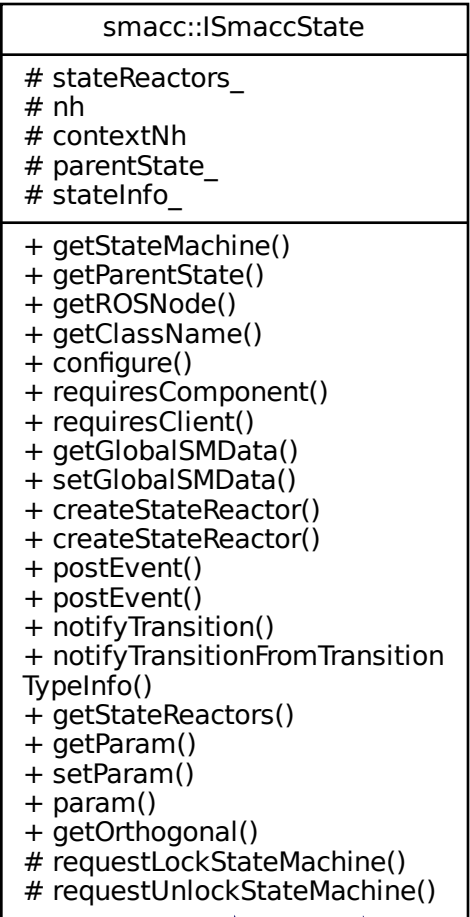 smacc::ISmaccState
# stateReactors_
# nh
# contextNh
# parentState_
# stateInfo_
+ getStateMachine()
+ getParentState()
+ getROSNode()
+ getClassName()
+ configure()
+ requiresComponent()
+ requiresClient()
+ getGlobalSMData()
+ setGlobalSMData()
+ createStateReactor()
+ createStateReactor()
+ postEvent()
+ postEvent()
+ notifyTransition()
+ notifyTransitionFromTransition
TypeInfo()
+ getStateReactors()
+ getParam()
+ setParam()
+ param()
+ getOrthogonal()
# requestLockStateMachine()
# requestUnlockStateMachine()